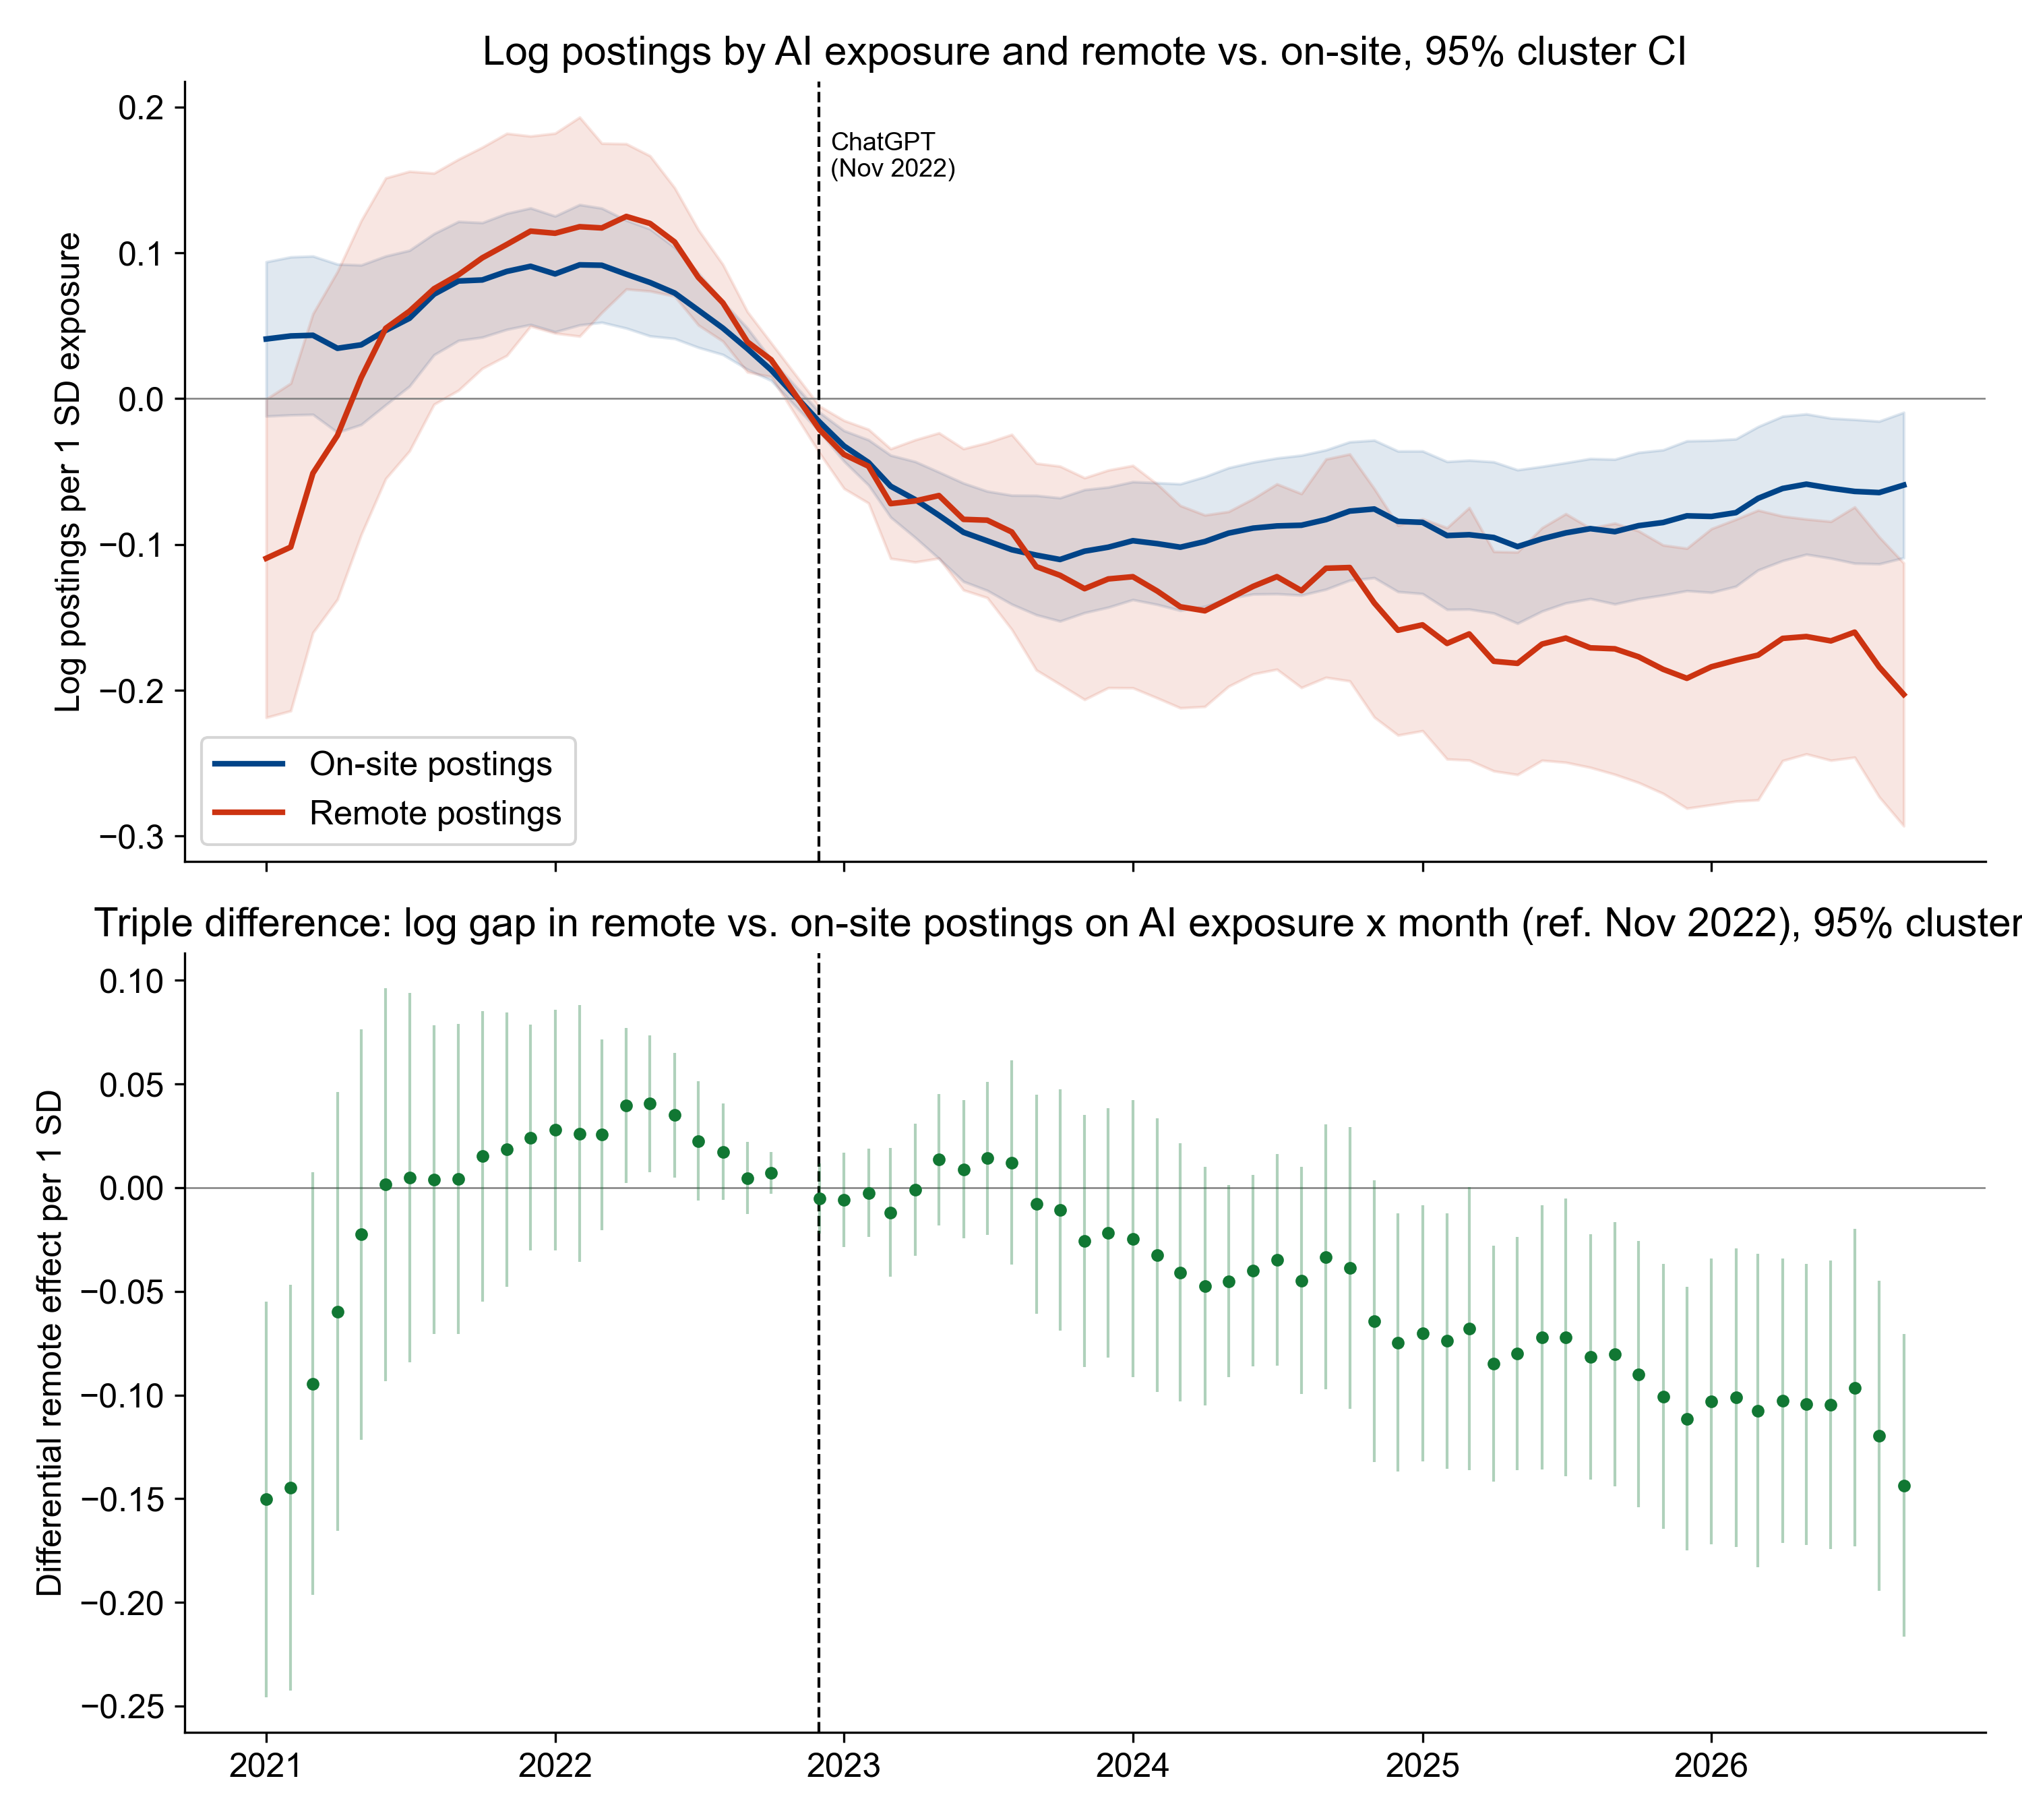 Log postings by AI exposure and remote vs. on-site, 95% cluster CI
0.2
0.1
0.0
−0.1
−0.2
−0.3
Log postings per 1 SD exposure
ChatGPT
(Nov 2022)
On-site postings
Remote postings
Triple difference: log gap in remote vs. on-site postings on AI exposure x month (ref. Nov 2022), 95% cluster
0.10
0.05
0.00
−0.05
−0.10
−0.15
−0.20
−0.25
Differential remote effect per 1 SD
2021
2022
2023
2024
2025
2026